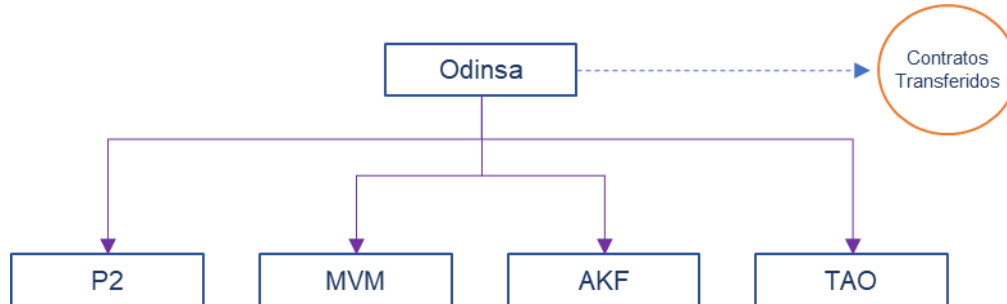 Odinsa
Contratos
Transferidos
P2
MVM
AKF
TAO